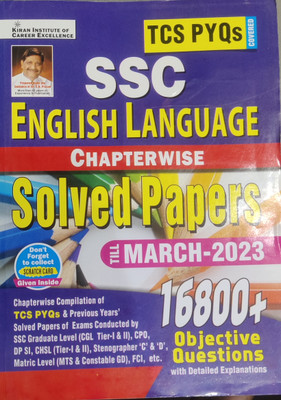 KIRAN INSTITUTE OF
CAREER EXCELLENCE
TCS PYQs
COVERED
SSC
ENGLISH LANGUAGE
CHAPTERWISE
Solved Papers
TILL MARCH-2023
Don't
Forget
to collect
SCRATCH CARD
Given Inside
16800+
Objective
Questions
with Detailed Explanations
Chapterwise Compilation of
TCS PYQs & Previous Years'
Solved Papers of Exams Conducted by
SSC Graduate Level (CGL Tier-I & II), CPO,
DP SI, CHSL (Tier-I & II), Stenographer 'C' & 'D',
Matric Level (MTS & Constable GD), FCI, etc.